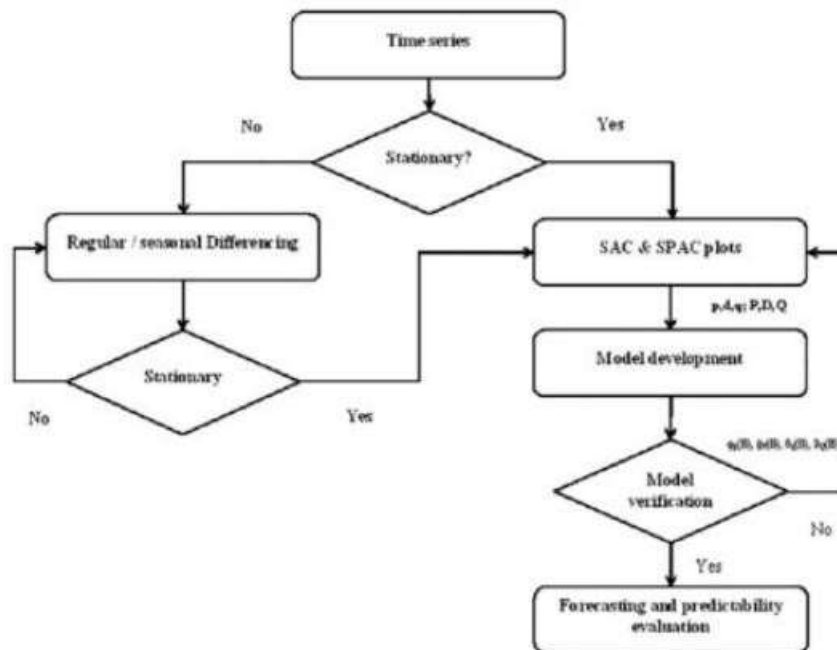 Time series
No
Yes
Stationary?
Regular / seasonal Differencing
SAC & SPAC plots
p,d,q; P,D,Q
Stationary
Model development
No
Yes
Model
verification
No
Yes
Forecasting and predictability
evaluation